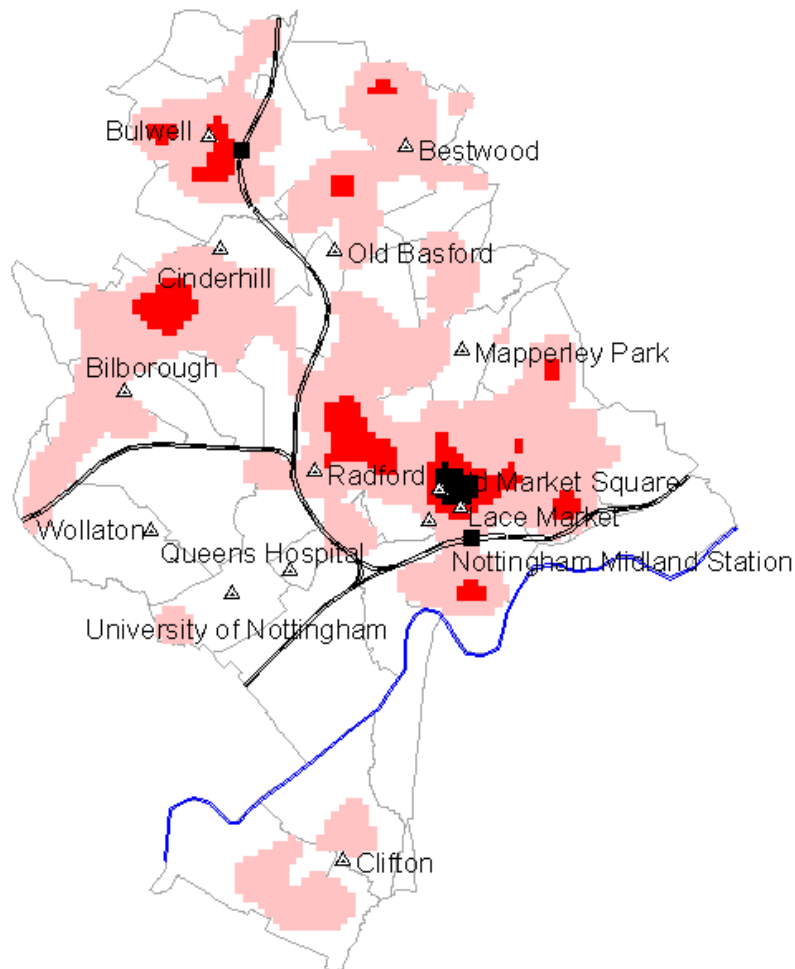 Bulwell
Bestwood
Old Basford
Cinderhill
Mapperley Park
Bilborough
Radford
Market Square
Lace Market
Wollaton
Queens Hospital
Nottingham Midland Station
University of Nottingham
Clifton